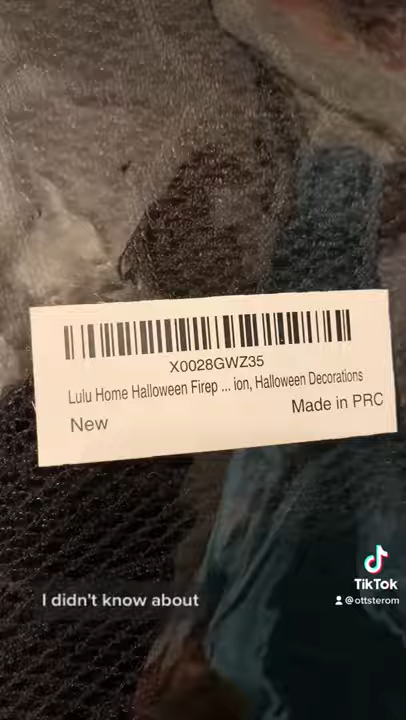 X0028GWZ35
Lulu Home Halloween Firep ... ion, Halloween Decorations
New
Made in PRC
TikTok
@ottsterom
I didn't know about